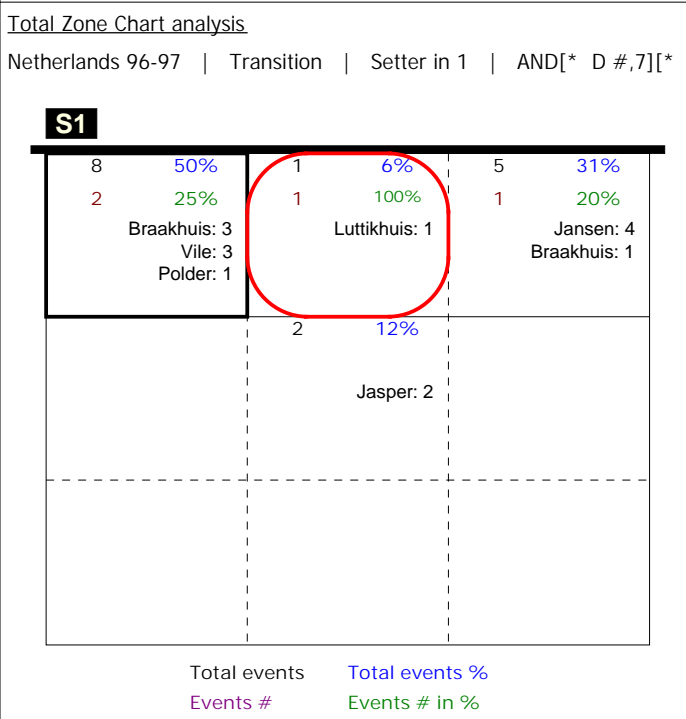 Total Zone Chart analysis
Netherlands 96-97 | Transition | Setter in 1 | AND[* D #,7][*
S1
8 50% 1 6% 5 31%
2 25% 1 100% 1 20%
Braakhuis: 3 Luttikhuis: 1 Jansen: 4
Vile: 3 Braakhuis: 1
Polder: 1
2 12%
Jasper: 2
Total events Total events %
Events # Events # in %